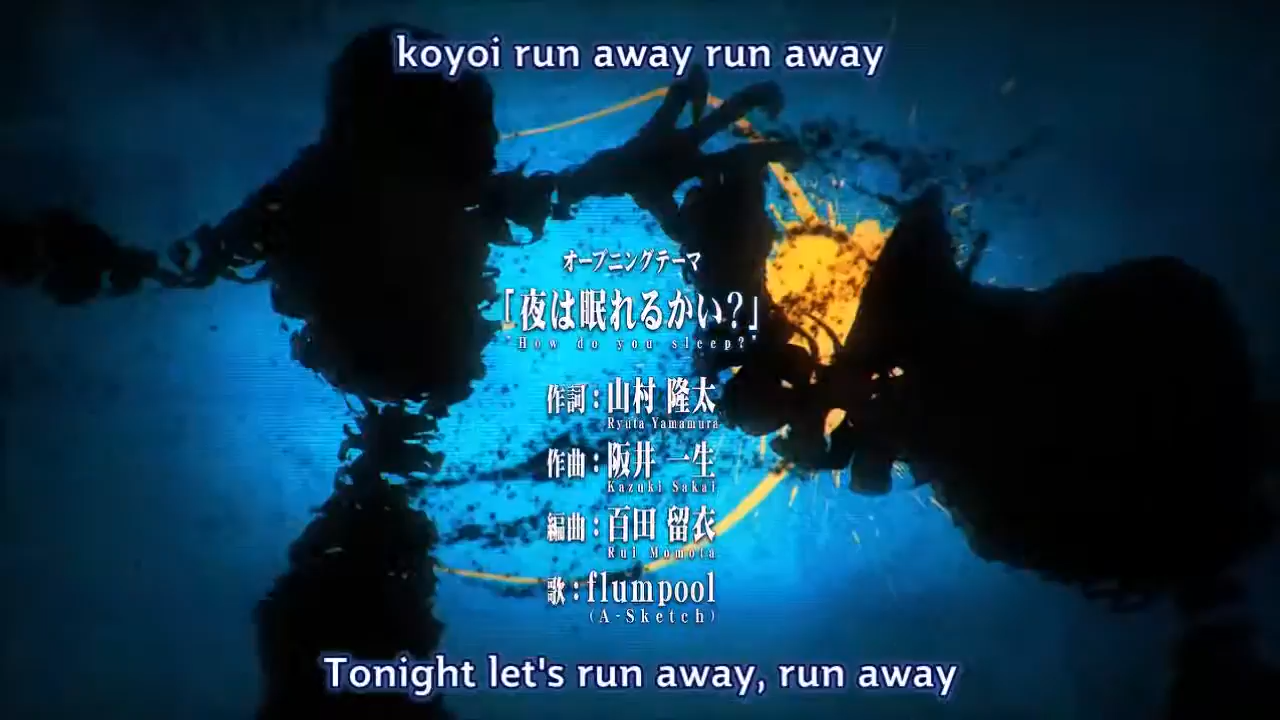 koyoi run away run away
オープニングテーマ
「夜は眠れるかい？」
"How do you sleep?"
作詞：山村 隆太
Ryuta Yamamura
作曲：阪井 一生
Kazuki Sakai
編曲：百田 留衣
Rui Momota
歌：flumpool
(A-Sketch)
Tonight let's run away, run away